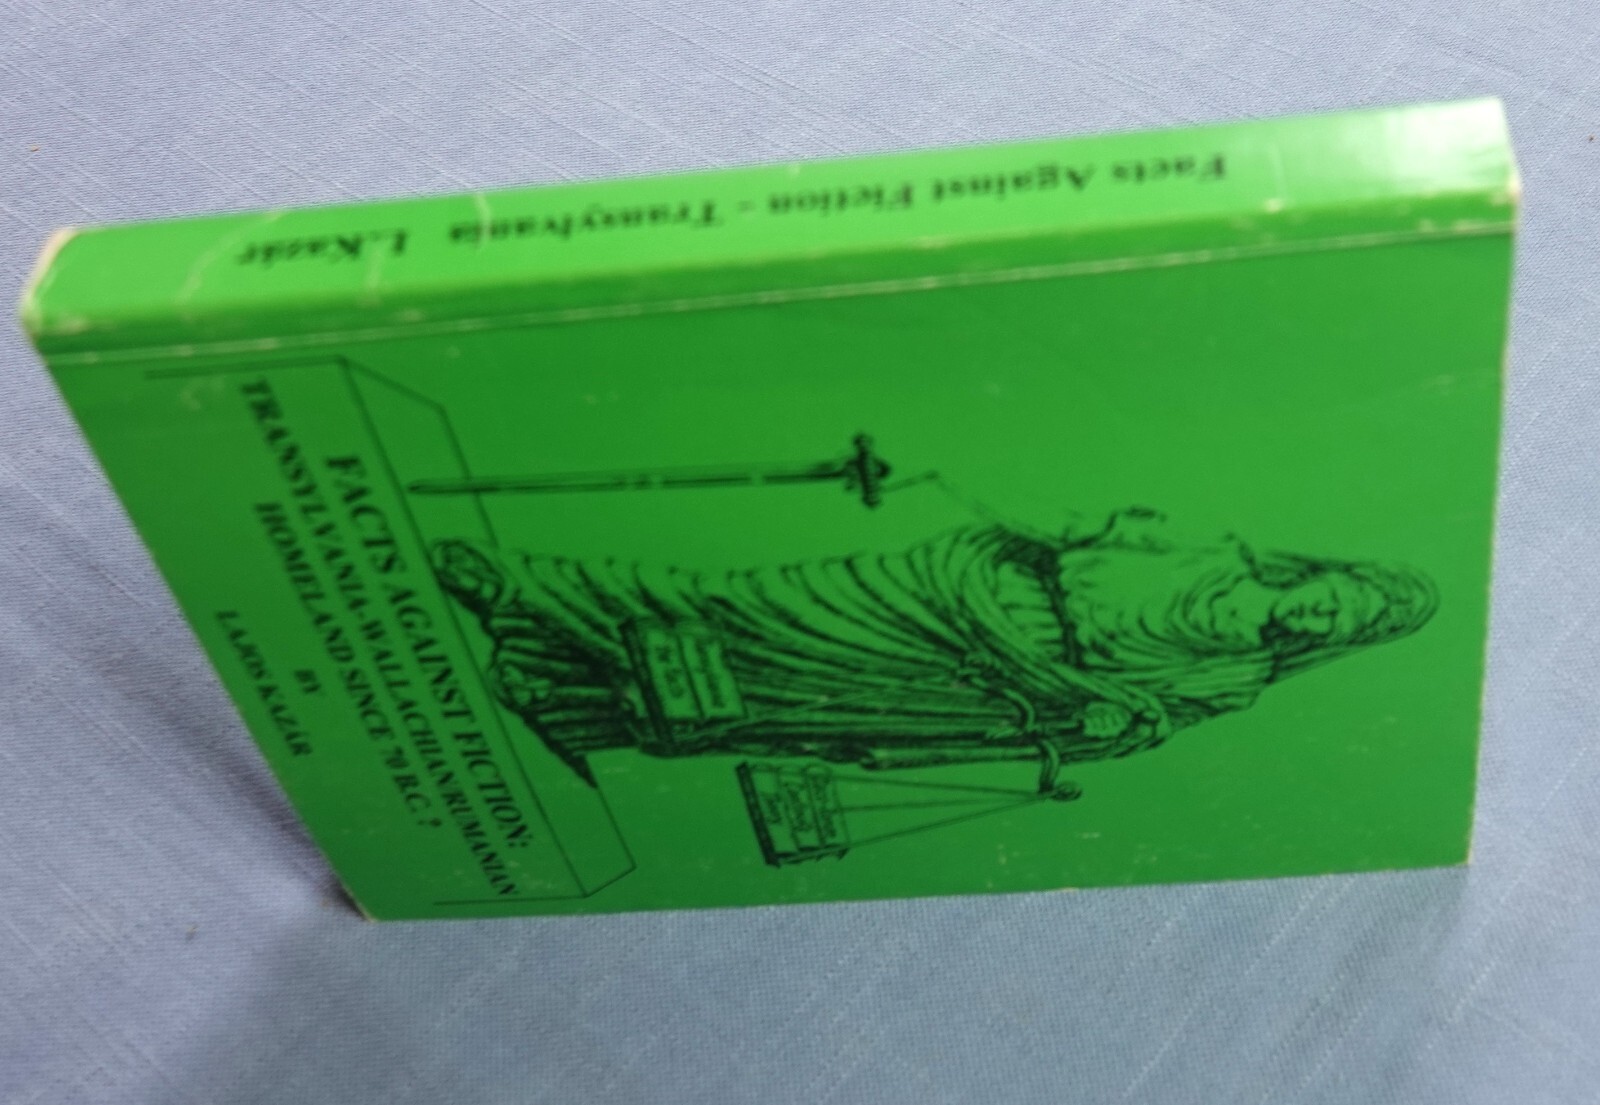 Facts Against Fiction - Transylvania L.Kazár
FACTS AGAINST FICTION:
TRANSYLVANIA-WALLACHIAN/RUMANIAN
HOMELAND SINCE 70 B.C.?
BY
LAJOS KAZÁR